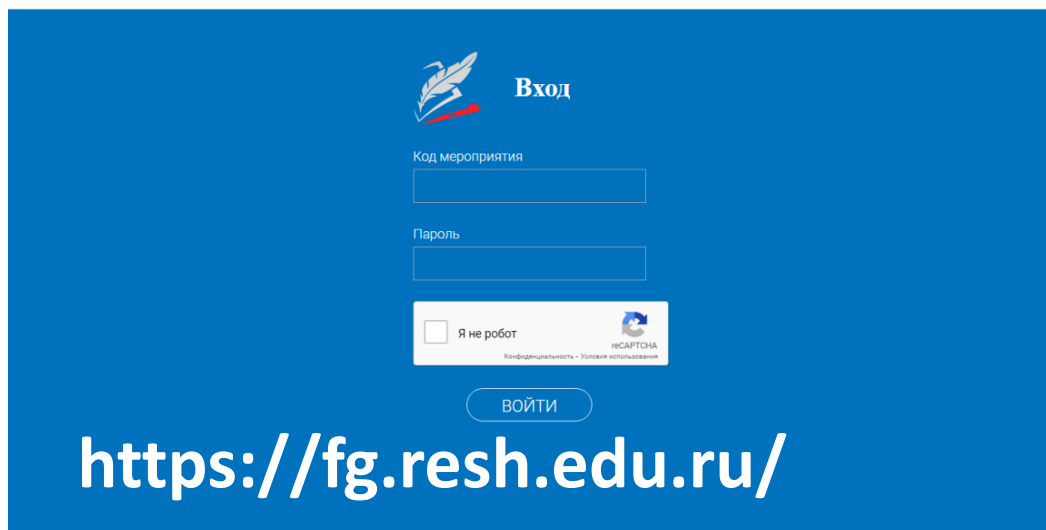 Вход
Код мероприятия
Пароль
Я не робот
reCAPTCHA
Конфиденциальность - Условия использования
ВОЙТИ
https://fg.resh.edu.ru/